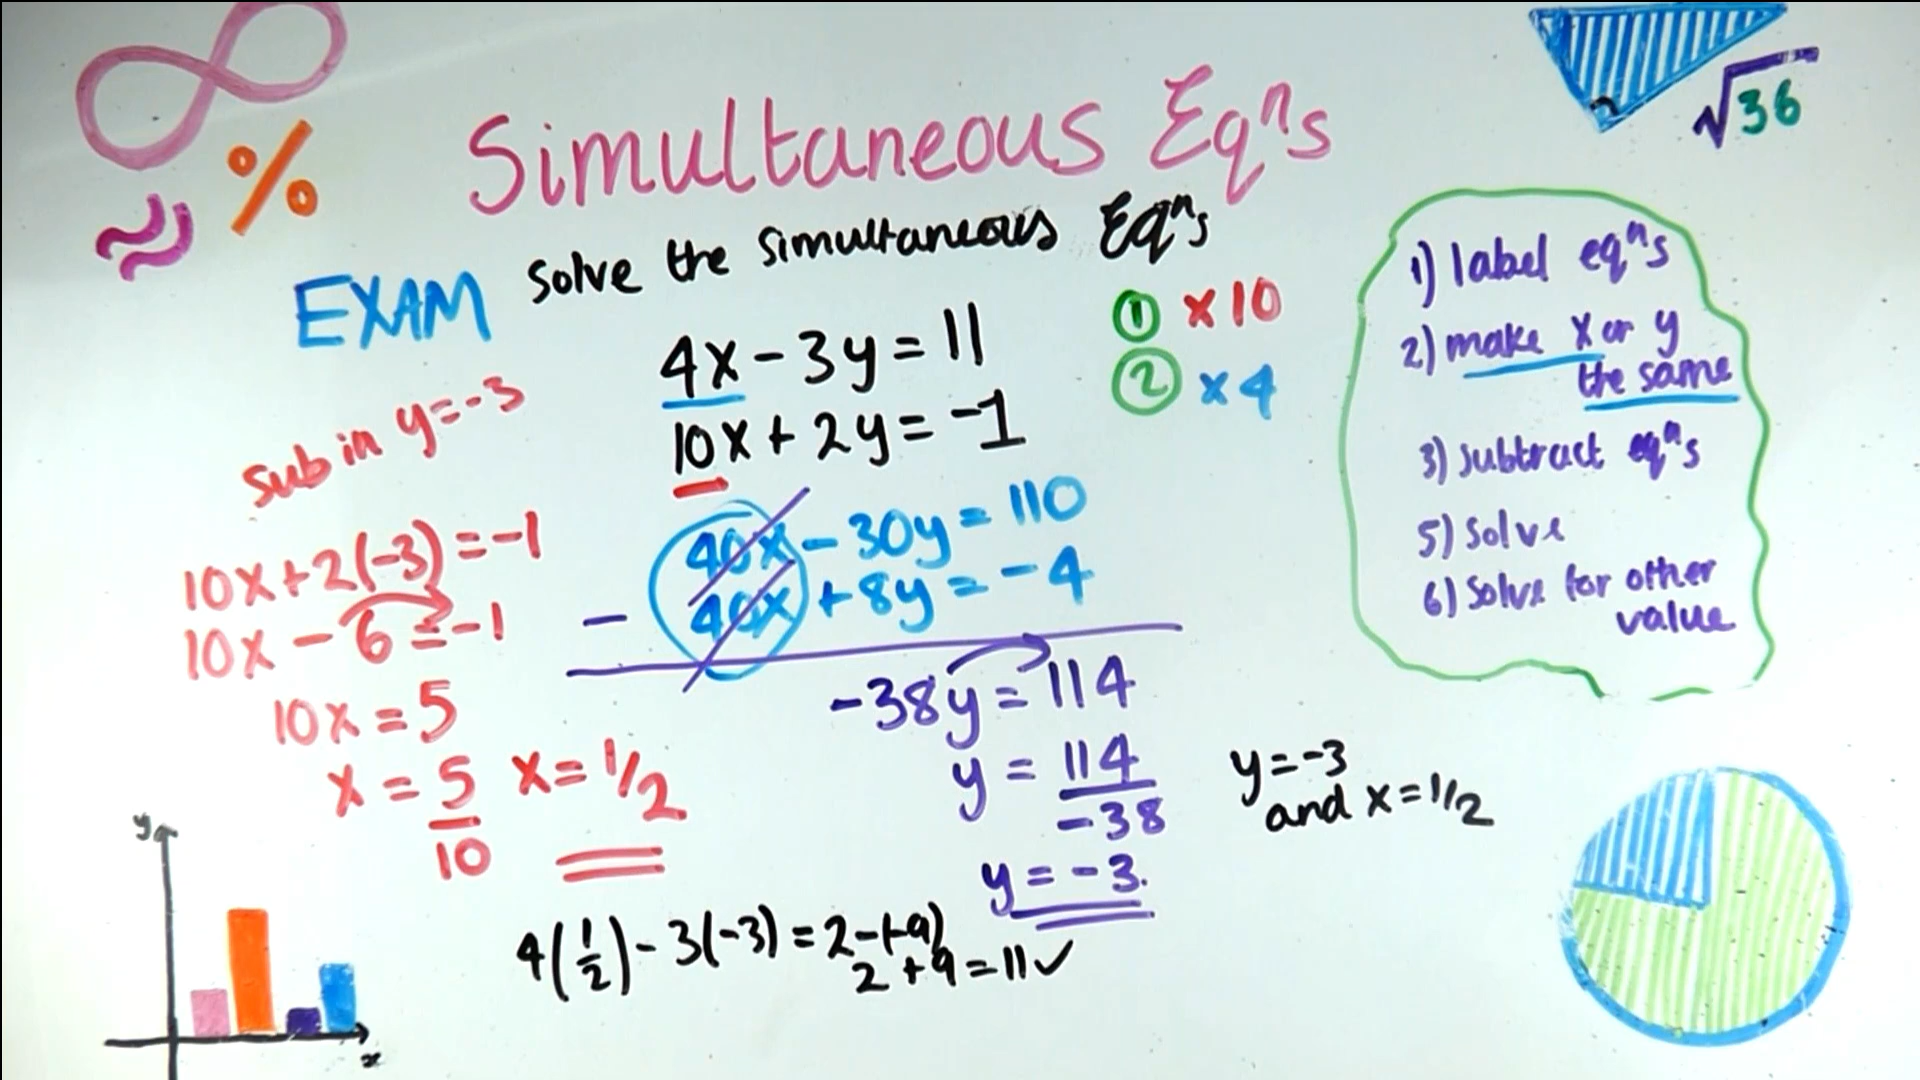 %
≈
Simultaneous Eqⁿs
√36
EXAM
Solve the simultaneous Eqⁿs
4x - 3y = 11
10x + 2y = -1
① × 10
② × 4
40x - 30y = 110
- 40x + 8y = -4
-38y = 114
y = 114/-38
y = -3.
sub in y = -3
10x + 2(-3) = -1
10x - 6 = -1
10x = 5
x = 5/10 x = 1/2
y = -3
and x = 1/2
4(1/2) - 3(-3) = 2 - (-9)
2 + 9 = 11 ✓
1) label eqⁿs
2) make x or y
the same
3) subtract eqⁿs
5) Solve
6) Solve for other
value
y
x